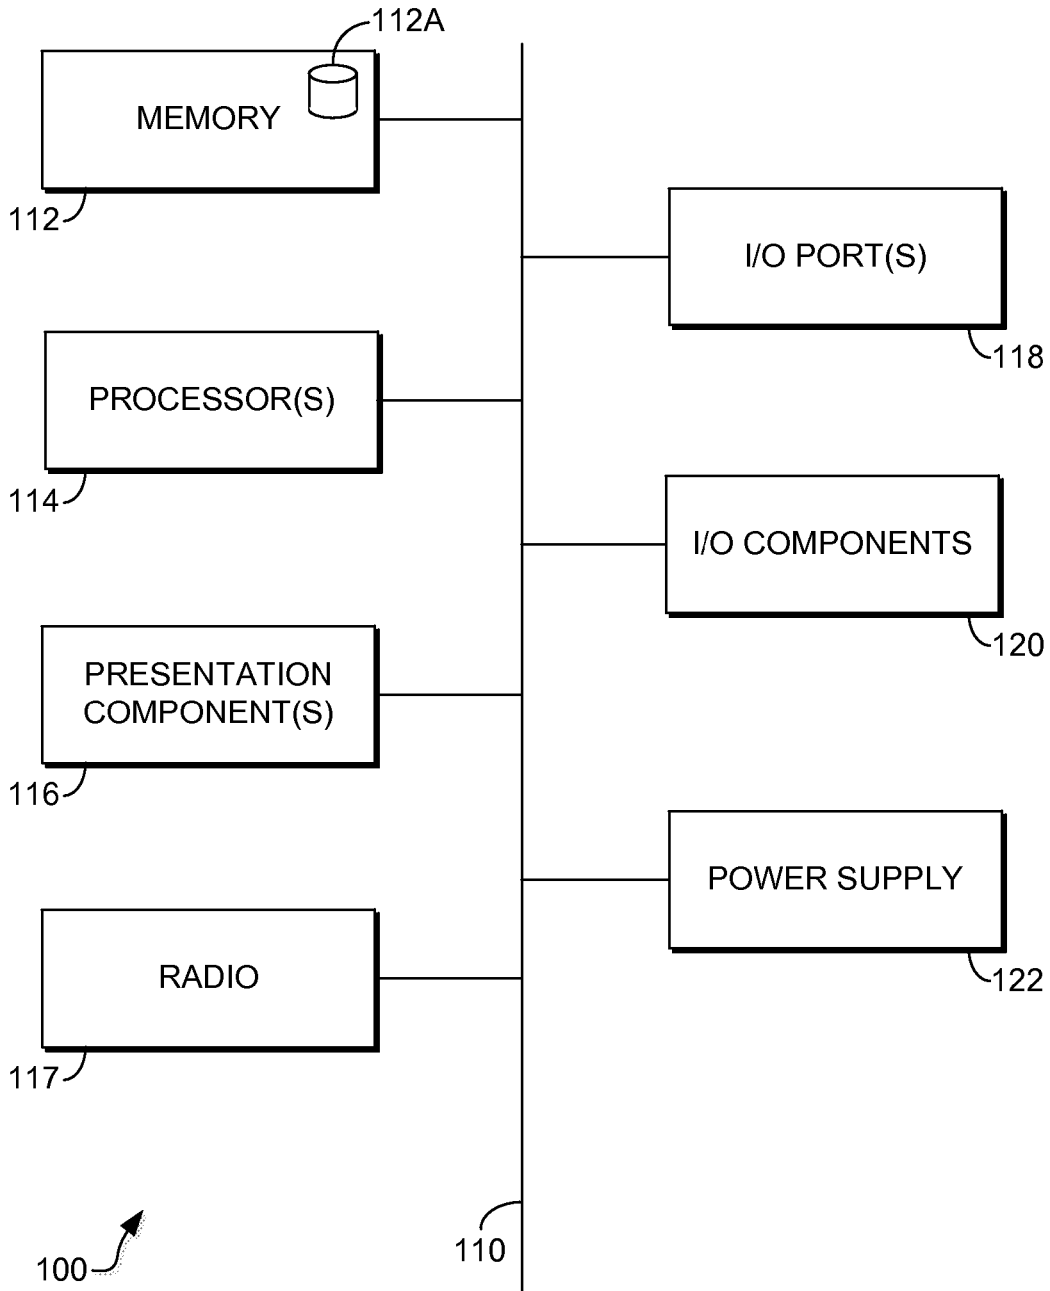 112A
MEMORY
112
I/O PORT(S)
118
PROCESSOR(S)
114
I/O COMPONENTS
120
PRESENTATION
COMPONENT(S)
116
POWER SUPPLY
122
RADIO
117
110
100